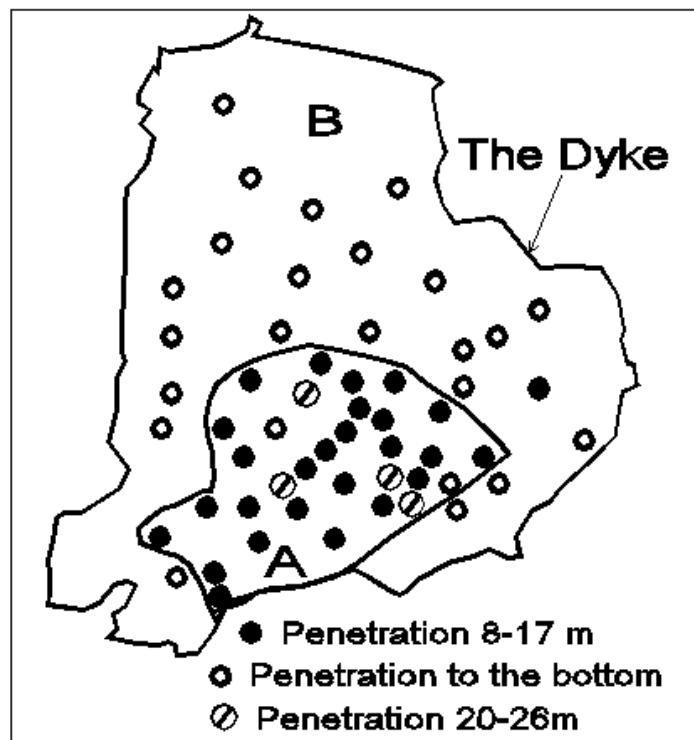 B
The Dyke
A
Penetration 8-17 m
Penetration to the bottom
Penetration 20-26m